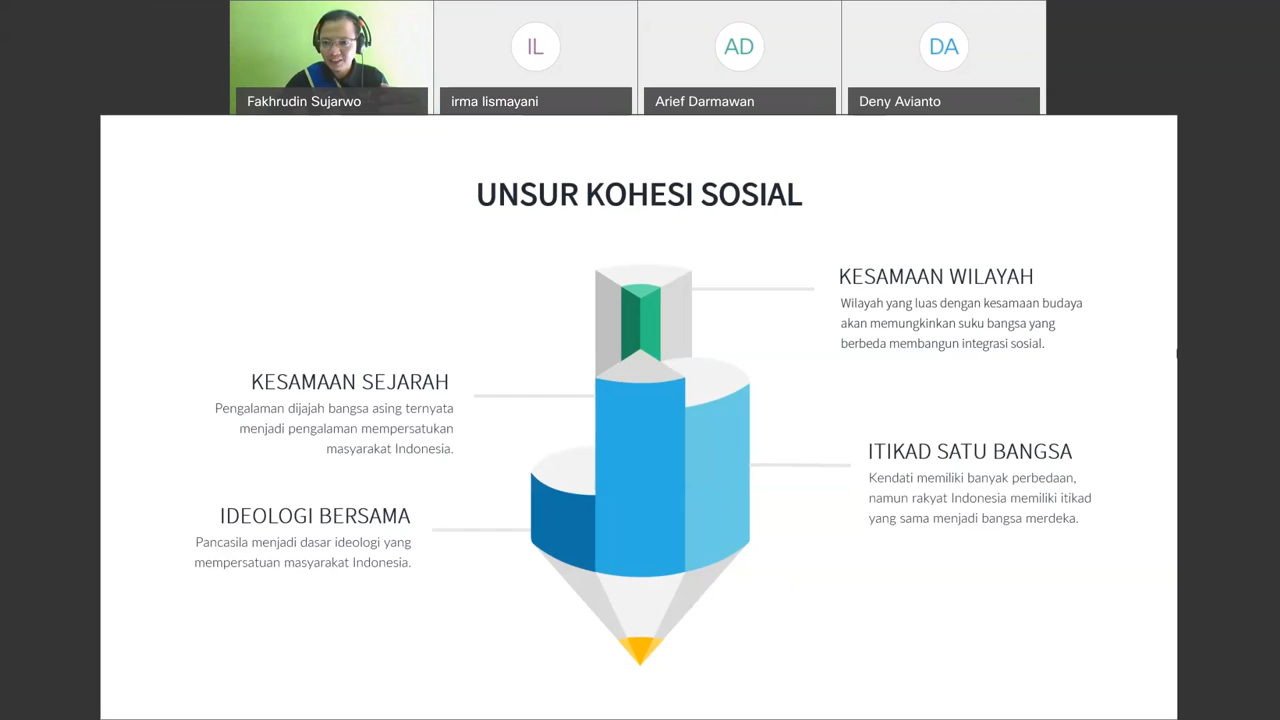 IL
AD
DA
Fakhrudin Sujarwo
irma lismayani
Arief Darmawan
Deny Avianto
UNSUR KOHESI SOSIAL
KESAMAAN WILAYAH
Wilayah yang luas dengan kesamaan budaya
akan memungkinkan suku bangsa yang
berbeda membangun integrasi sosial.
KESAMAAN SEJARAH
Pengalaman dijajah bangsa asing ternyata
menjadi pengalaman mempersatukan
masyarakat Indonesia.
ITIKAD SATU BANGSA
Kendati memiliki banyak perbedaan,
namun rakyat Indonesia memiliki itikad
yang sama menjadi bangsa merdeka.
IDEOLOGI BERSAMA
Pancasila menjadi dasar ideologi yang
mempersatuan masyarakat Indonesia.